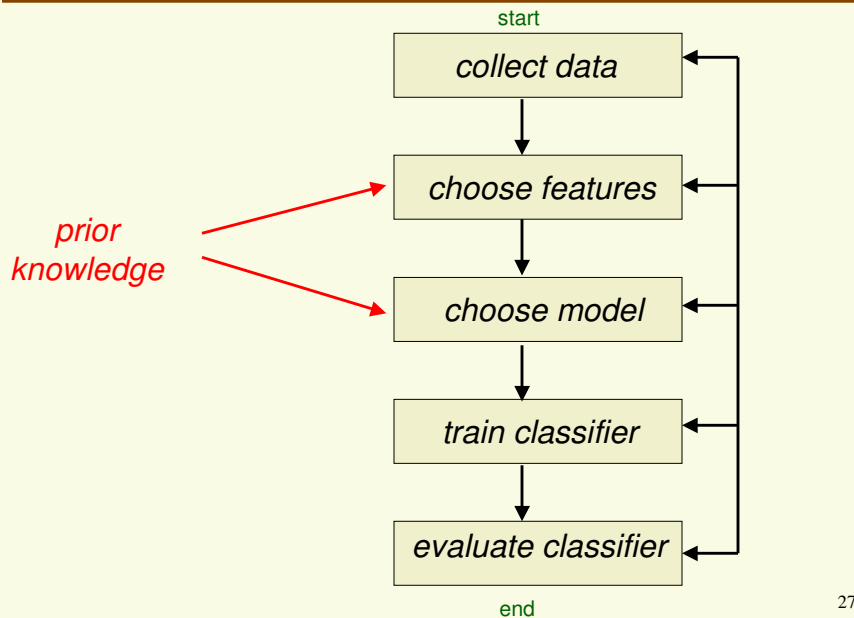 start
collect data
choose features
prior
knowledge
choose model
train classifier
evaluate classifier
end
27